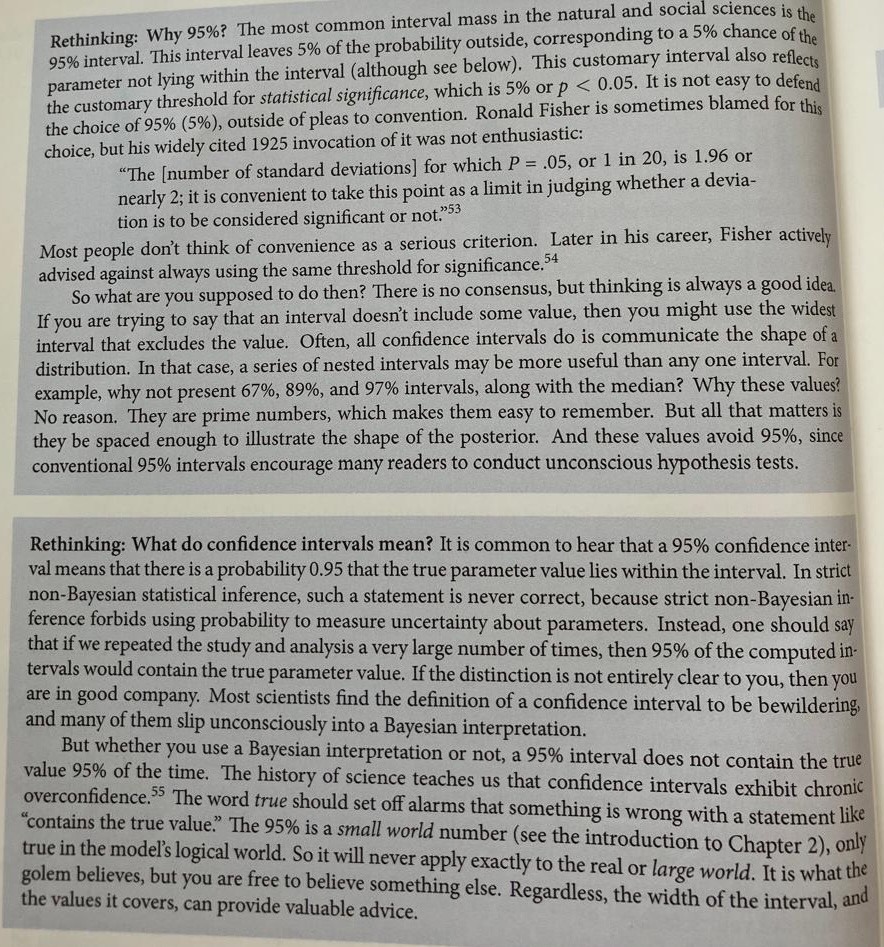 Rethinking: Why 95%? The most common interval mass in the natural and social sciences is the
95% interval. This interval leaves 5% of the probability outside, corresponding to a 5% chance of the
parameter not lying within the interval (although see below). This customary interval also reflects
the customary threshold for statistical significance, which is 5% or p < 0.05. It is not easy to defend
the choice of 95% (5%), outside of pleas to convention. Ronald Fisher is sometimes blamed for this
choice, but his widely cited 1925 invocation of it was not enthusiastic:
“The [number of standard deviations] for which P = .05, or 1 in 20, is 1.96 or
nearly 2; it is convenient to take this point as a limit in judging whether a devia-
tion is to be considered significant or not.”53
Most people don’t think of convenience as a serious criterion. Later in his career, Fisher actively
advised against always using the same threshold for significance.54
So what are you supposed to do then? There is no consensus, but thinking is always a good idea.
If you are trying to say that an interval doesn’t include some value, then you might use the widest
interval that excludes the value. Often, all confidence intervals do is communicate the shape of a
distribution. In that case, a series of nested intervals may be more useful than any one interval. For
example, why not present 67%, 89%, and 97% intervals, along with the median? Why these values?
No reason. They are prime numbers, which makes them easy to remember. But all that matters is
they be spaced enough to illustrate the shape of the posterior. And these values avoid 95%, since
conventional 95% intervals encourage many readers to conduct unconscious hypothesis tests.
Rethinking: What do confidence intervals mean? It is common to hear that a 95% confidence inter-
val means that there is a probability 0.95 that the true parameter value lies within the interval. In strict
non-Bayesian statistical inference, such a statement is never correct, because strict non-Bayesian in-
ference forbids using probability to measure uncertainty about parameters. Instead, one should say
that if we repeated the study and analysis a very large number of times, then 95% of the computed in-
tervals would contain the true parameter value. If the distinction is not entirely clear to you, then you
are in good company. Most scientists find the definition of a confidence interval to be bewildering,
and many of them slip unconsciously into a Bayesian interpretation.
But whether you use a Bayesian interpretation or not, a 95% interval does not contain the true
value 95% of the time. The history of science teaches us that confidence intervals exhibit chronic
overconfidence.55 The word true should set off alarms that something is wrong with a statement like
“contains the true value.” The 95% is a small world number (see the introduction to Chapter 2), only
true in the model’s logical world. So it will never apply exactly to the real or large world. It is what the
golem believes, but you are free to believe something else. Regardless, the width of the interval, and
the values it covers, can provide valuable advice.